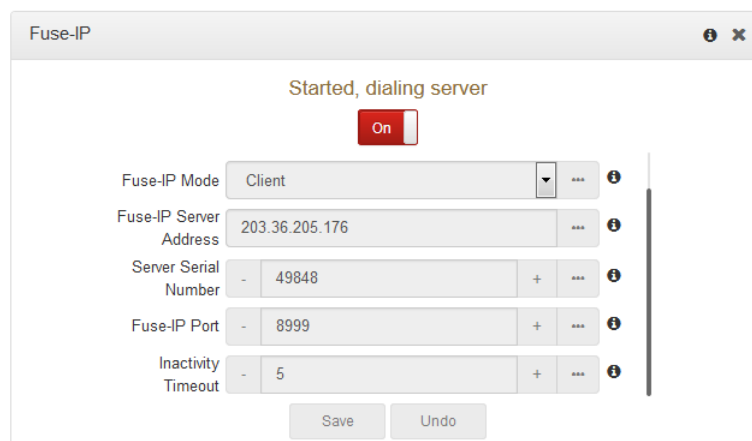 Fuse-IP
Started, dialing server
On
Fuse-IP Mode Client ...
Fuse-IP Server
Address 203.36.205.176 ...
Server Serial
Number - 49848 + ...
Fuse-IP Port - 8999 + ...
Inactivity
Timeout - 5 + ...
Save Undo